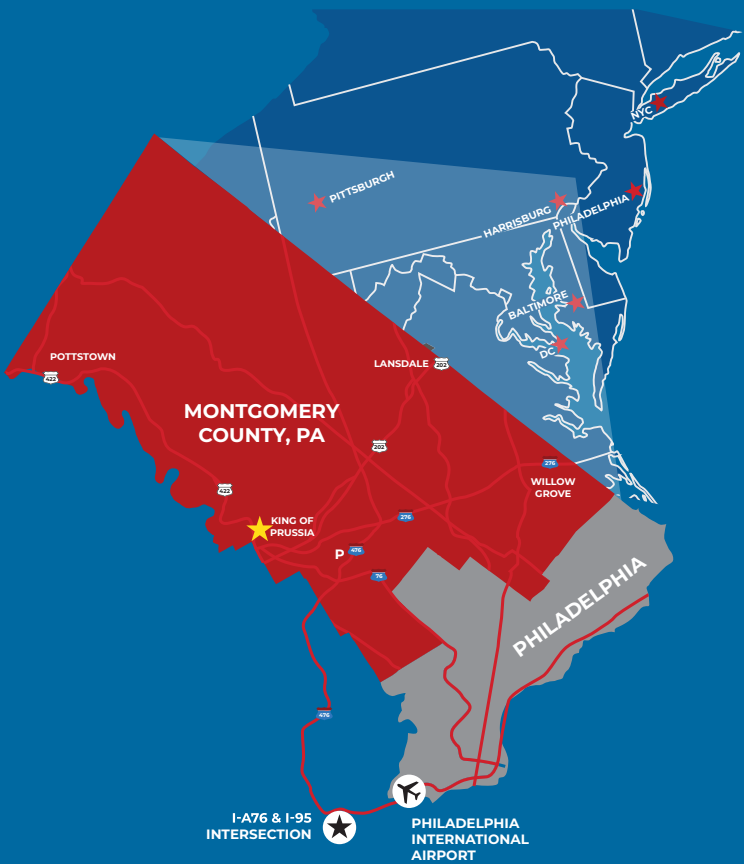 NYC
PITTSBURGH
HARRISBURG
PHILADELPHIA
BALTIMORE
DC
POTTSTOWN
422
LANSDALE
202
MONTGOMERY
COUNTY, PA
202
276
WILLOW
GROVE
422
KING OF
PRUSSIA
276
P
476
76
PHILADELPHIA
476
I-A76 & I-95
INTERSECTION
PHILADELPHIA
INTERNATIONAL
AIRPORT